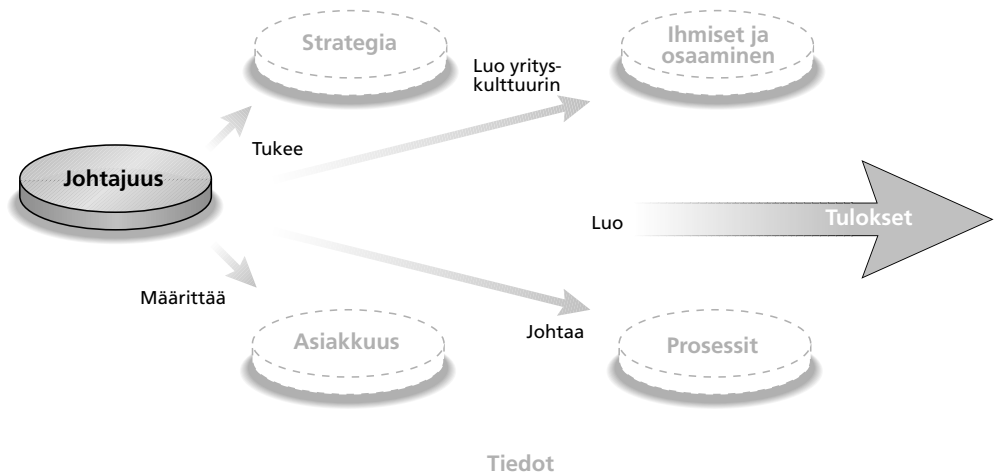 Strategia
Ihmiset ja
osaaminen
Luo yritys-
kulttuurin
Tukee
Johtajuus
Luo
Tulokset
Määrittää
Johtaa
Asiakkuus
Prosessit
Tiedot